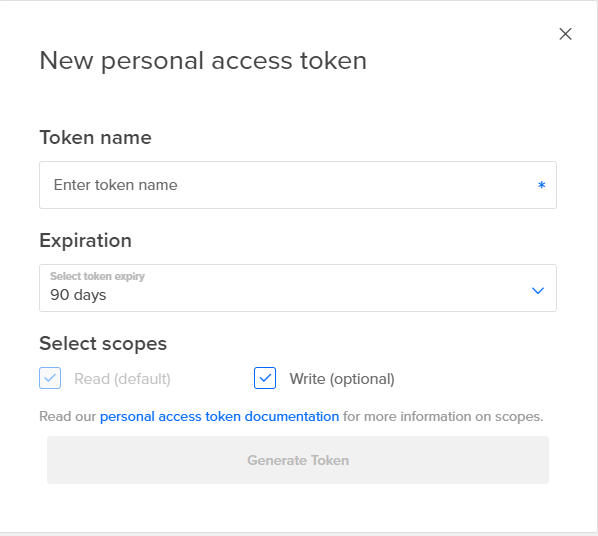 New personal access token
Token name
Enter token name *
Expiration
Select token expiry
90 days
Select scopes
Read (default) Write (optional)
Read our personal access token documentation for more information on scopes.
Generate Token